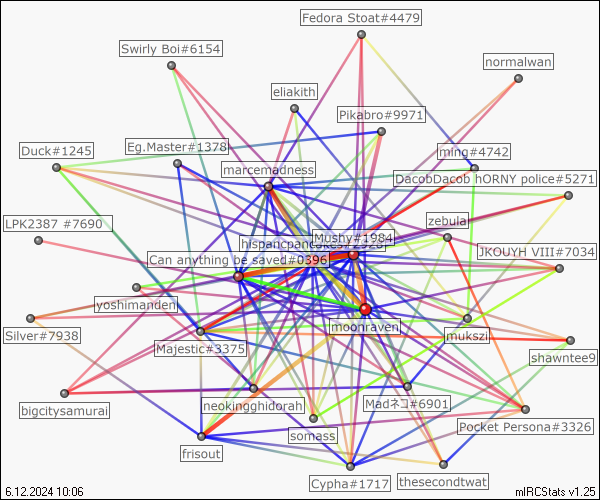 Fedora Stoat#4479
Swirly Boi#6154
normalwan
eliakith
Pikabro#9971
Duck#1245
Eg.Master#1378
ming#4742
marcemadness
DacobDacob hORNY police#5271
LPK2387 #7690
zebula
Mushy#1984
JKOUYH VIII#7034
Can anything be saved#0396
yoshimanden
moonraven
Silver#7938
Majestic#3375
mukszi
shawntee9
bigcitysamurai
neokingghidorah
Madネコ#6901
somass
Pocket Persona#3326
frisout
Cypha#1717
thesecondtwat
6.12.2024 10:06
mIRCStats v1.25